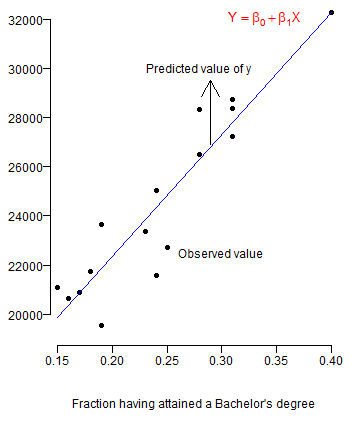 Y = β₀ + β₁X
32000
Predicted value of y
30000
28000
26000
24000
Observed value
22000
20000
0.15 0.20 0.25 0.30 0.35 0.40
Fraction having attained a Bachelor's degree